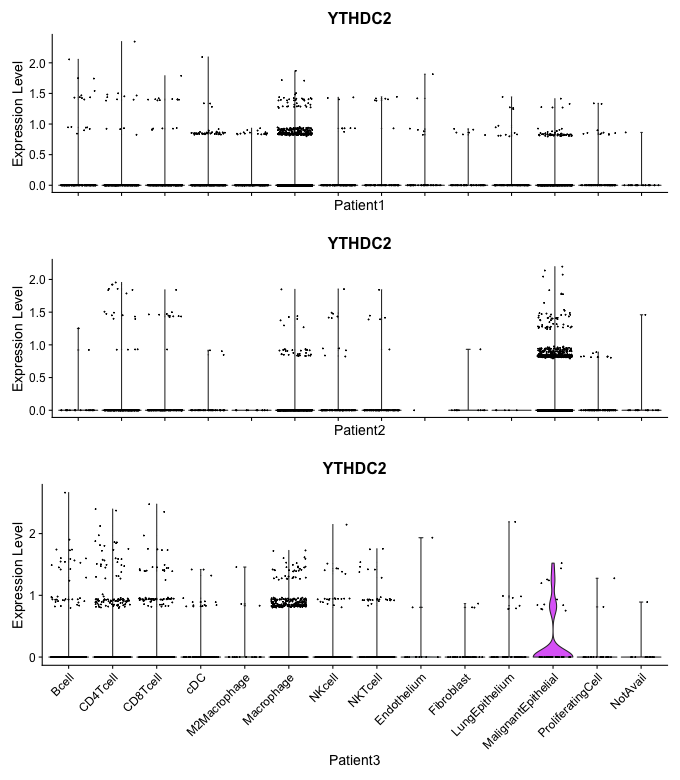 YTHDC2
Expression Level
2.0
1.5
1.0
0.5
0.0
Patient1
YTHDC2
Expression Level
2.0
1.5
1.0
0.5
0.0
Patient2
YTHDC2
Expression Level
2
1
0
Bcell
CD4Tcell
CD8Tcell
cDC
M2Macrophage
Macrophage
NKcell
NKTcell
Endothelium
Fibroblast
LungEpithelium
MalignantEpithelial
ProliferatingCell
NotAvail
Patient3